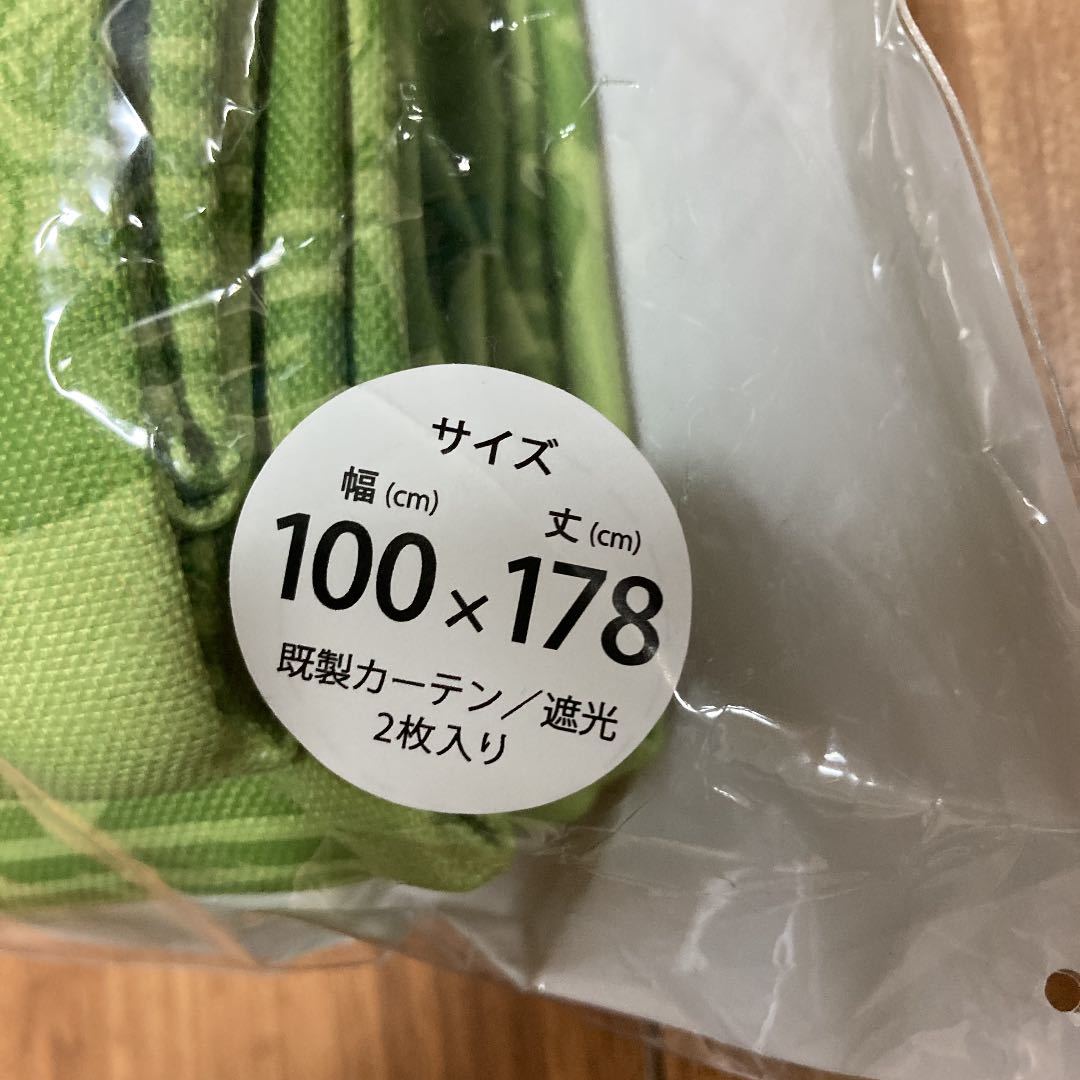 サイズ
幅(cm) 丈(cm)
100×178
既製カーテン／遮光
2枚入り